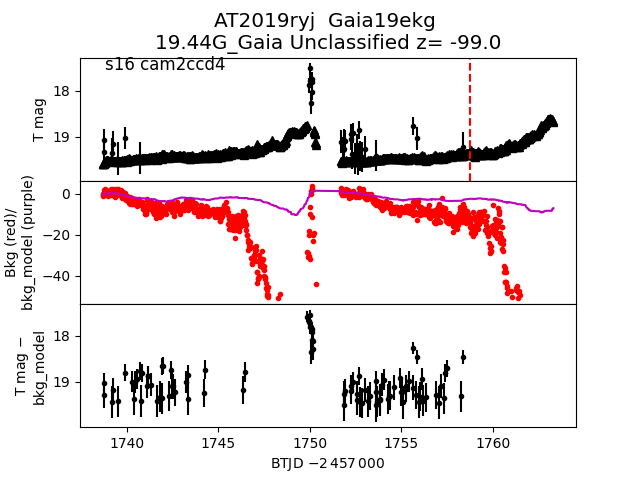 AT2019ryj  Gaia19ekg
19.44G_Gaia Unclassified z= -99.0
s16 cam2ccd4
T mag
18
19
Bkg (red)/
bkg_model (purple)
0
−20
−40
T mag −
bkg_model
18
19
1740
1745
1750
1755
1760
BTJD −2 457 000